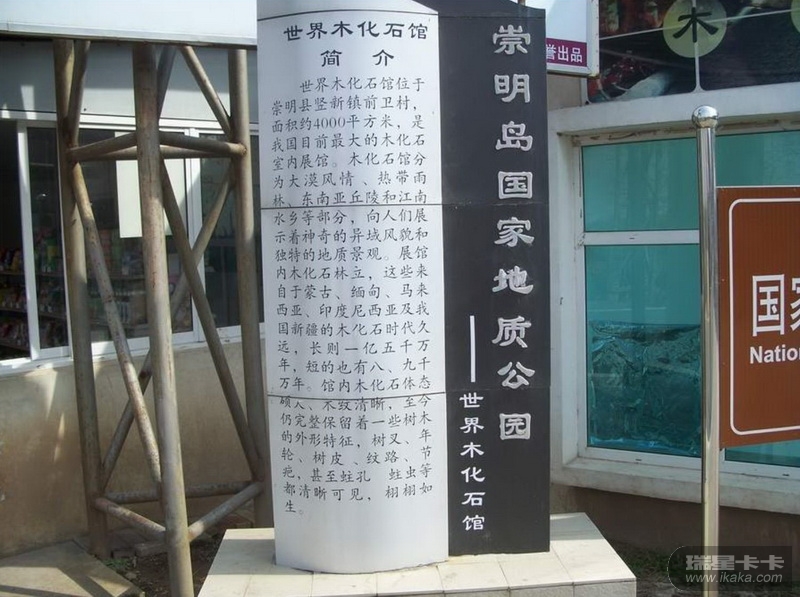 世界木化石馆
简介
世界木化石馆位于
崇明县竖新镇前卫村，
面积约4000平方米，是
我国目前最大的木化石
室内展馆。木化石馆分
为大漠风情、热带雨
林、东南亚丘陵和江南
水乡等部分，向人们展
示着神奇的异域风貌和
独特的地质景观。展馆
内木化石林立，这些来
自于蒙古、缅甸、马来
西亚、印度尼西亚及我
国新疆的木化石时代久
远，长则一亿五千万
年，短的也有八、九千
万年。馆内木化石体态
硕大、木纹清晰，至今
仍完整保留着一些树木
的外形特征，树叉、年
轮、树皮、纹路、节
疤，甚至蛀孔 蛀虫等
都清晰可见，栩栩如
生。
崇明岛国家地质公园
——世界木化石馆
誉出品
木
国家
Nation
瑞星卡卡
www.ikaka.com